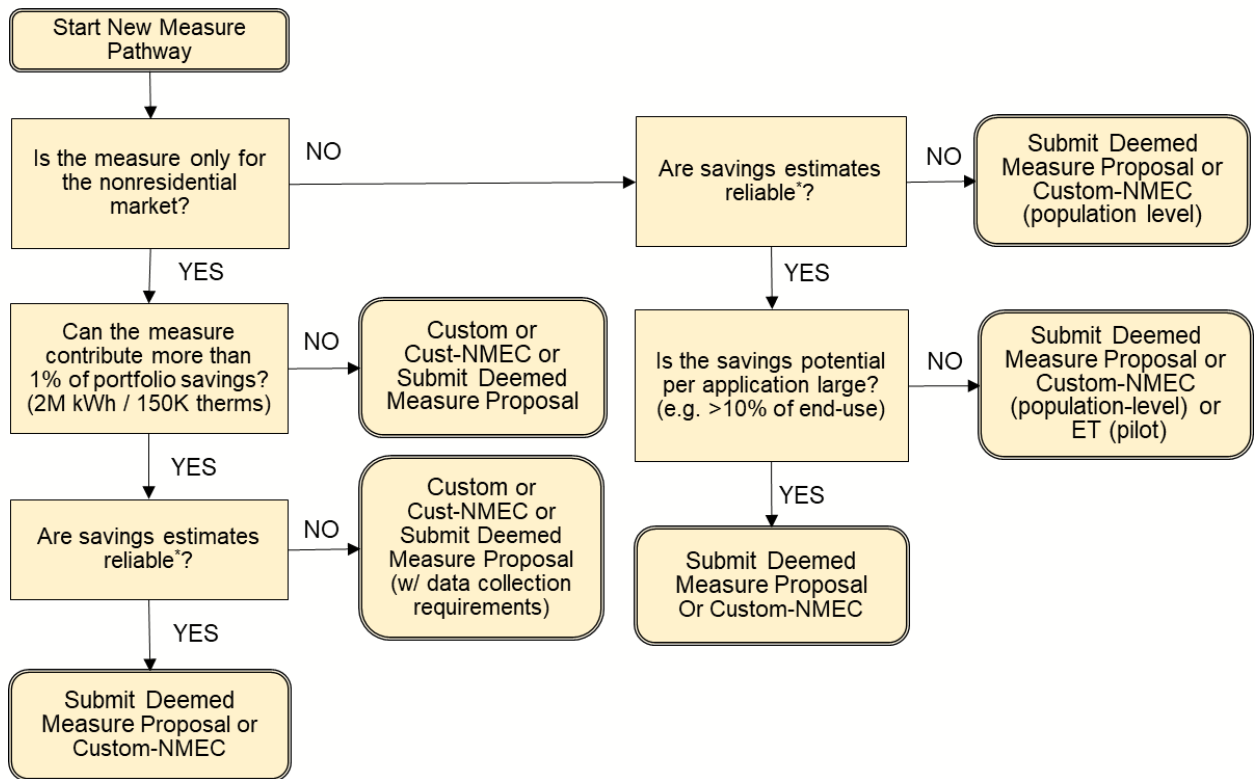 Start New Measure
Pathway
Is the measure only for
the nonresidential
market?
NO
Are savings estimates
reliable*?
NO
Submit Deemed
Measure Proposal or
Custom-NMEC
(population level)
YES
YES
Can the measure
contribute more than
1% of portfolio savings?
(2M kWh / 150K therms)
NO
Custom or
Cust-NMEC or
Submit Deemed
Measure Proposal
Is the savings potential
per application large?
(e.g. >10% of end-use)
NO
Submit Deemed
Measure Proposal or
Custom-NMEC
(population-level) or
ET (pilot)
YES
YES
Are savings estimates
reliable*?
NO
Custom or
Cust-NMEC or
Submit Deemed
Measure Proposal
(w/ data collection
requirements)
Submit Deemed
Measure Proposal
Or Custom-NMEC
YES
Submit Deemed
Measure Proposal or
Custom-NMEC